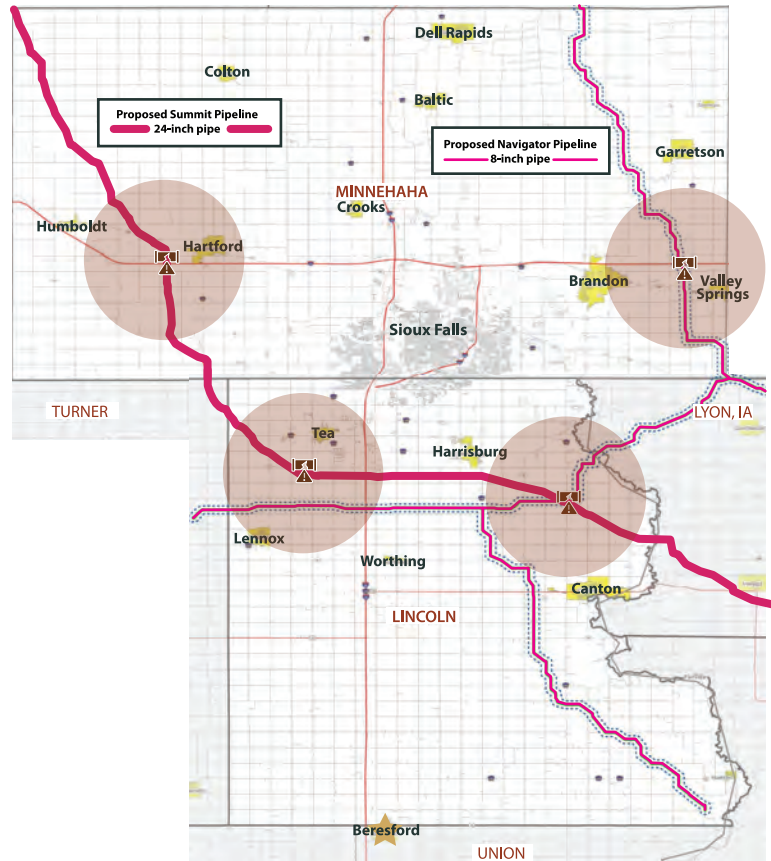 Dell Rapids
Colton
Baltic
Proposed Summit Pipeline
24-inch pipe
Proposed Navigator Pipeline
8-inch pipe
Garretson
MINNEHAHA
Crooks
Humboldt
Hartford
Brandon
Valley
Springs
Sioux Falls
TURNER
LYON, IA
Tea
Harrisburg
Lennox
Worthing
Canton
LINCOLN
Beresford
UNION